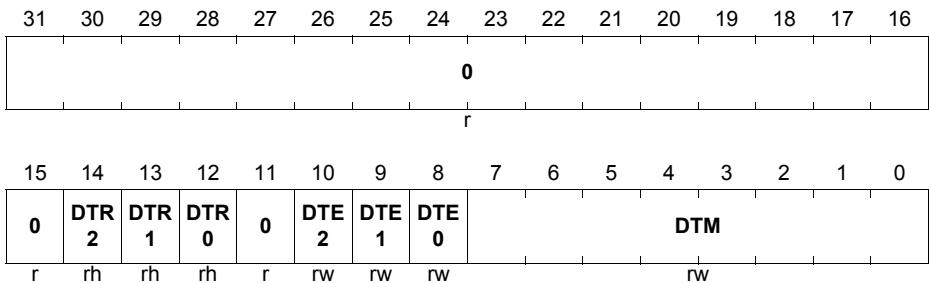 31 30 29 28 27 26 25 24 23 22 21 20 19 18 17 16
0
r
15 14 13 12 11 10 9 8 7 6 5 4 3 2 1 0
0 DTR 2 DTR 1 DTR 0 0 DTE 2 DTE 1 DTE 0 DTM
r rh rh rh r rw rw rw rw